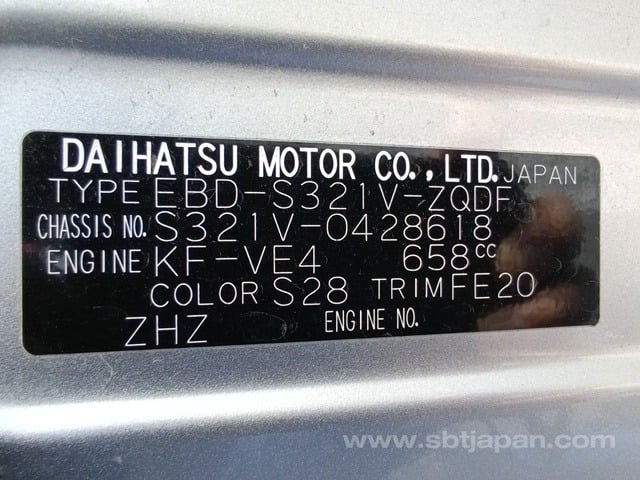 DAIHATSU MOTOR CO., LTD. JAPAN
TYPE EBD-S321V-ZQDF
CHASSIS NO. S321V-0428618
ENGINE KF-VE4 658cc
COLOR S28 TRIM FE20
ZHZ ENGINE NO.
www.sbtjapan.com